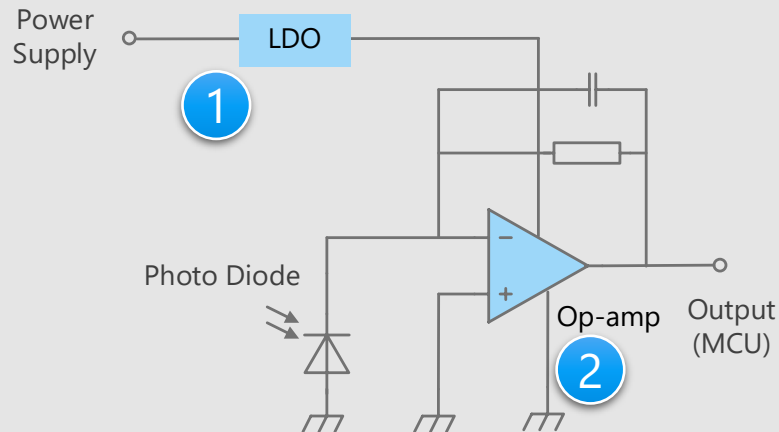 Power
Supply
LDO
1
Photo Diode
−
+
Op-amp
2
Output
(MCU)